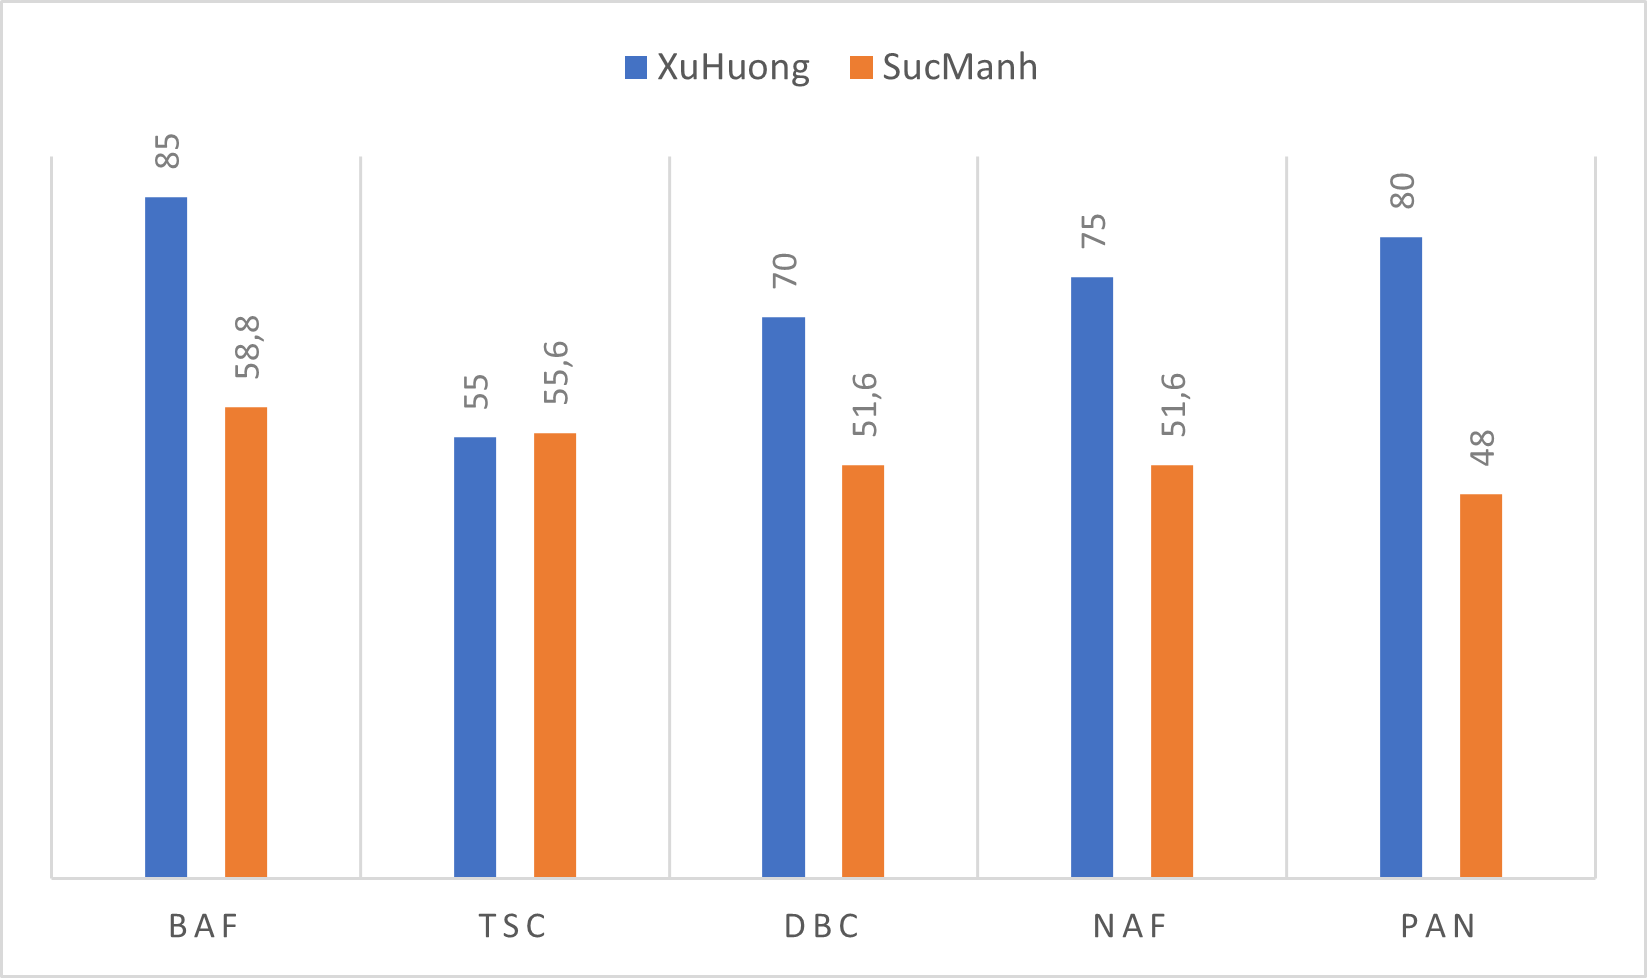 XuHuong SucManh
85 58,8 55 55,6 70 51,6 75 51,6 80 48
BAF TSC DBC NAF PAN